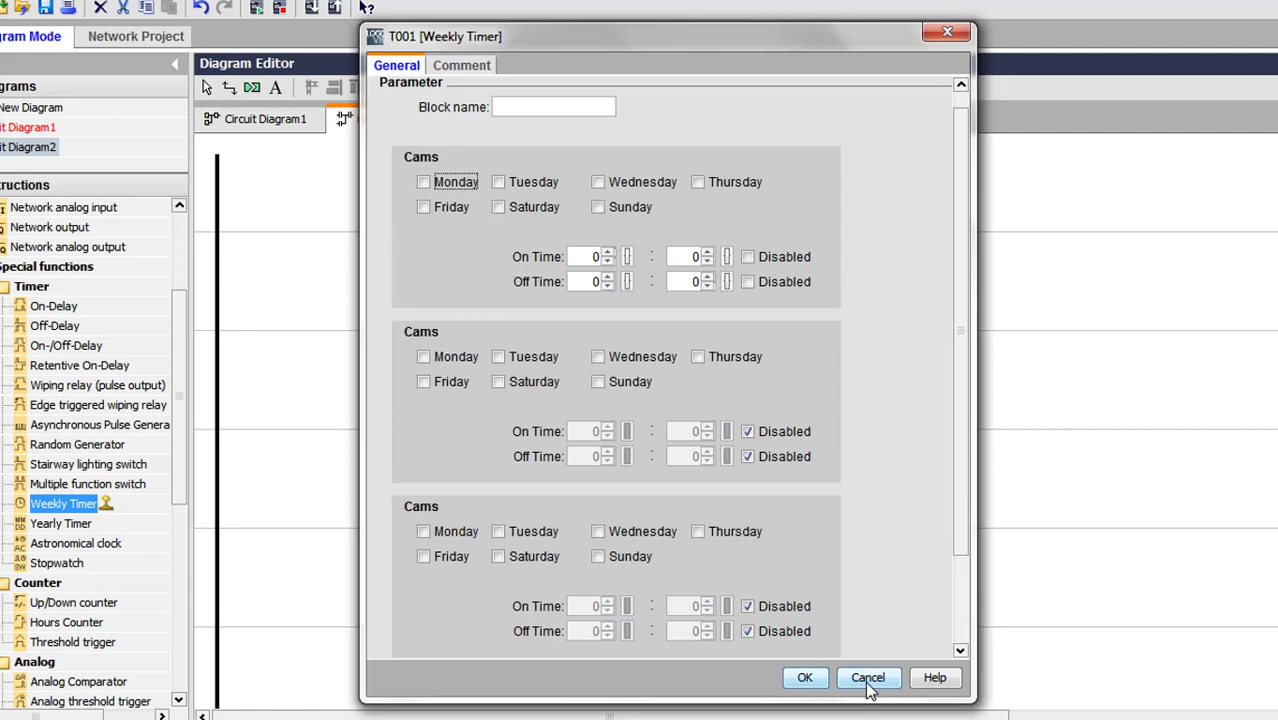 gram Mode
Network Project
T001 [Weekly Timer]
General
Comment
Diagram Editor
A
Circuit Diagram1
grams
New Diagram
it Diagram1
it Diagram2
structions
Network analog input
Network output
Network analog output
Special functions
Timer
On-Delay
Off-Delay
On-/Off-Delay
Retentive On-Delay
Wiping relay (pulse output)
Edge triggered wiping relay
Asynchronous Pulse Genera
Random Generator
Stairway lighting switch
Multiple function switch
Weekly Timer
Yearly Timer
Astronomical clock
Stopwatch
Counter
Up/Down counter
Hours Counter
Threshold trigger
Analog
Analog Comparator
Analog threshold trigger
Parameter
Block name:
Cams
Monday Tuesday Wednesday Thursday
Friday Saturday Sunday
On Time: 0 : 0 Disabled
Off Time: 0 : 0 Disabled
Cams
Monday Tuesday Wednesday Thursday
Friday Saturday Sunday
On Time: 0 : 0 Disabled
Off Time: 0 : 0 Disabled
Cams
Monday Tuesday Wednesday Thursday
Friday Saturday Sunday
On Time: 0 : 0 Disabled
Off Time: 0 : 0 Disabled
OK Cancel Help